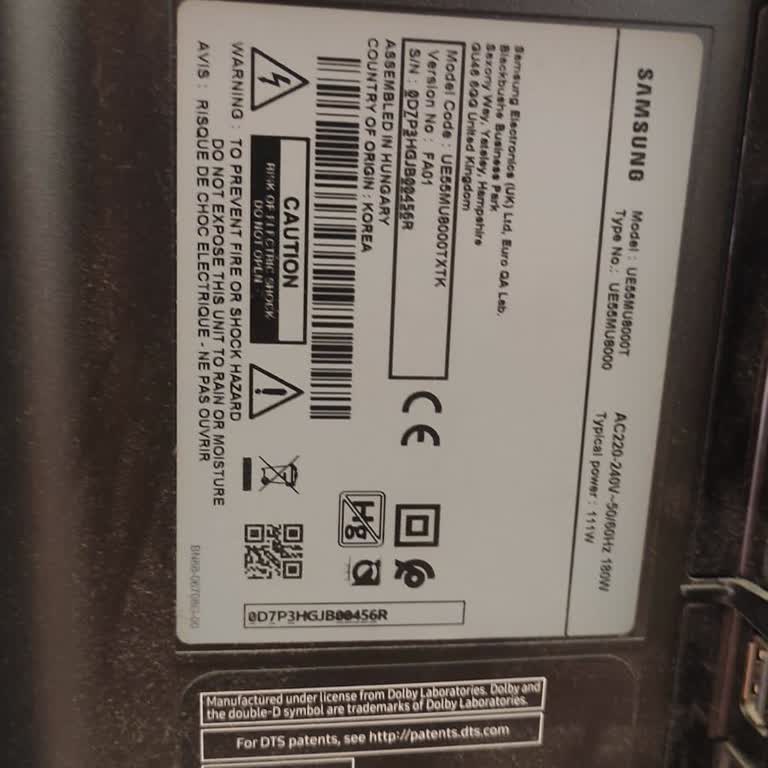 SAMSUNG
Model : UE55MU8000T
Type No.: UE55MU8000
AC220-240V~50/60Hz 180W
Typical power : 111W
Samsung Electronics (UK) Ltd, Euro QA Lab.
Blackbushe Business Park
Saxony Way, Yateley, Hampshire
GU46 6GG United Kingdom
Model Code : UE55MU8000TXTK
Version No : FA01
S/N : 0D7P3HGJB00456R
ASSEMBLED IN HUNGARY
COUNTRY OF ORIGIN : KOREA
CE
Hg
CAUTION
RISK OF ELECTRIC SHOCK
DO NOT OPEN
WARNING : TO PREVENT FIRE OR SHOCK HAZARD
DO NOT EXPOSE THIS UNIT TO RAIN OR MOISTURE
AVIS : RISQUE DE CHOC ELECTRIQUE - NE PAS OUVRIR
0D7P3HGJB00456R
Manufactured under license from Dolby Laboratories. Dolby and
the double-D symbol are trademarks of Dolby Laboratories.
For DTS patents, see http://patents.dts.com